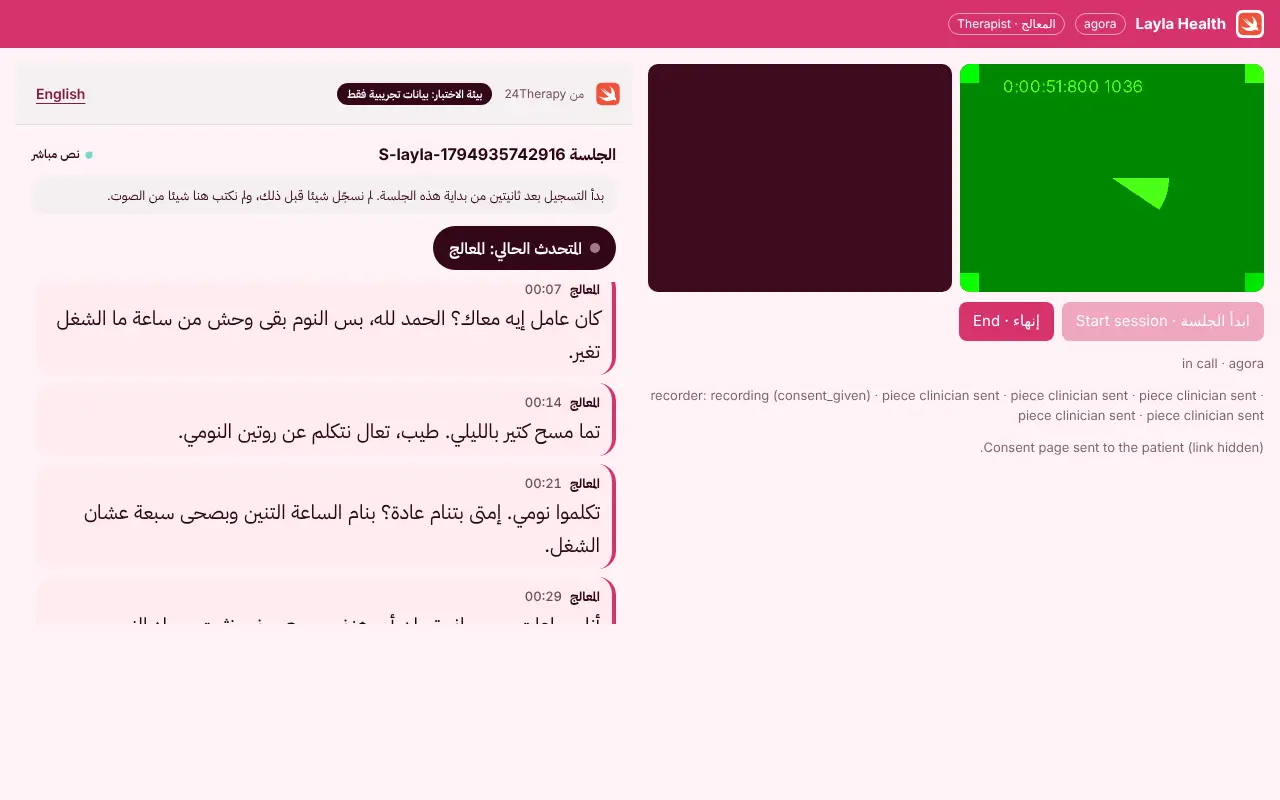 Layla Health
agora
Therapist · المعالج
0:00:51:800 1036
ابدأ الجلسة · Start session
إنهاء · End
in call · agora
recorder: recording (consent_given) · piece clinician sent · piece clinician sent · piece clinician sent ·
piece clinician sent · piece clinician sent
Consent page sent to the patient (link hidden).
من 24Therapy
بيئة الاختبار: بيانات تجريبية فقط
English
الجلسة S-layla-1794935742916
نص مباشر
بدأ التسجيل بعد ثانيتين من بداية هذه الجلسة. لم نسجّل شيئا قبل ذلك، ولم نكتب هنا شيئا من الصوت.
المتحدث الحالي: المعالج
المعالج 00:07
كان عامل إيه معاك؟ الحمد لله، بس النوم بقى وحش من ساعة ما الشغل
تغير.
المعالج 00:14
تما مسح كتير بالليلي. طيب، تعال نتكلم عن روتين النومي.
المعالج 00:21
تكلموا نومي. إمتى بتنام عادة؟ بنام الساعة التنين وبصحى سبعة عشان
الشغل.
المعالج 00:29